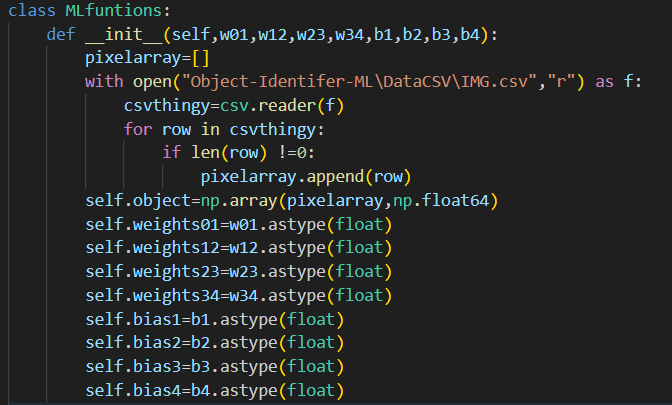 class MLfuntions:
    def __init__(self,w01,w12,w23,w34,b1,b2,b3,b4):
        pixelarray=[]
        with open("Object-Identifer-ML\DataCSV\IMG.csv","r") as f:
            csvthingy=csv.reader(f)
            for row in csvthingy:
                if len(row) !=0:
                    pixelarray.append(row)
        self.object=np.array(pixelarray,np.float64)
        self.weights01=w01.astype(float)
        self.weights12=w12.astype(float)
        self.weights23=w23.astype(float)
        self.weights34=w34.astype(float)
        self.bias1=b1.astype(float)
        self.bias2=b2.astype(float)
        self.bias3=b3.astype(float)
        self.bias4=b4.astype(float)